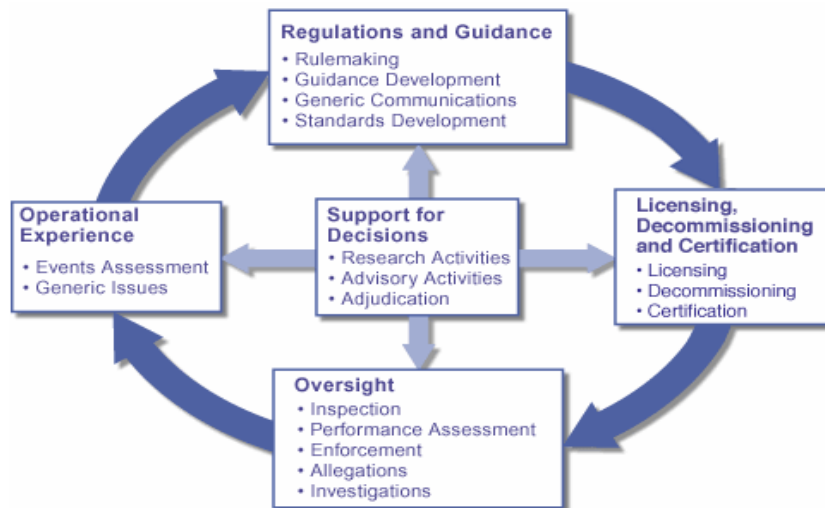 Regulations and Guidance
• Rulemaking
• Guidance Development
• Generic Communications
• Standards Development
Operational
Experience
• Events Assessment
• Generic Issues
Support for
Decisions
• Research Activities
• Advisory Activities
• Adjudication
Licensing,
Decommissioning
and Certification
• Licensing
• Decommissioning
• Certification
Oversight
• Inspection
• Performance Assessment
• Enforcement
• Allegations
• Investigations